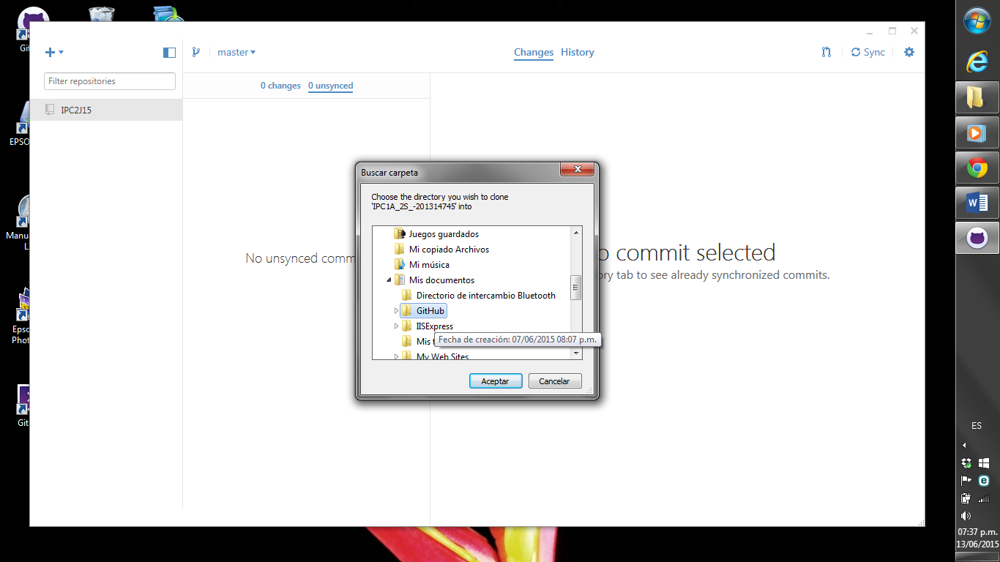 Git
EPSO
Manu
L
Epso
Photo
Git
master
Changes History
Sync
Filter repositories
0 changes 0 unsynced
IPC2J15
No unsynced comm
o commit selected
ory tab to see already synchronized commits.
Buscar carpeta
Choose the directory you wish to clone
'IPC1A_2S_-201314745' into
Juegos guardados
Mi copiado Archivos
Mi música
Mis documentos
Directorio de intercambio Bluetooth
GitHub
IISExpress
Mis f
Fecha de creación: 07/06/2015 08:07 p.m.
My Web Sites
Aceptar Cancelar
ES
07:37 p.m.
13/06/2015